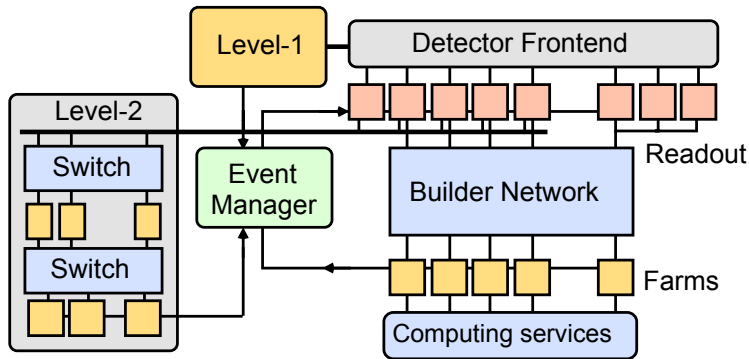 Level-1
Detector Frontend
Level-2
Switch
Event
Manager
Readout
Builder Network
Switch
Farms
Computing services